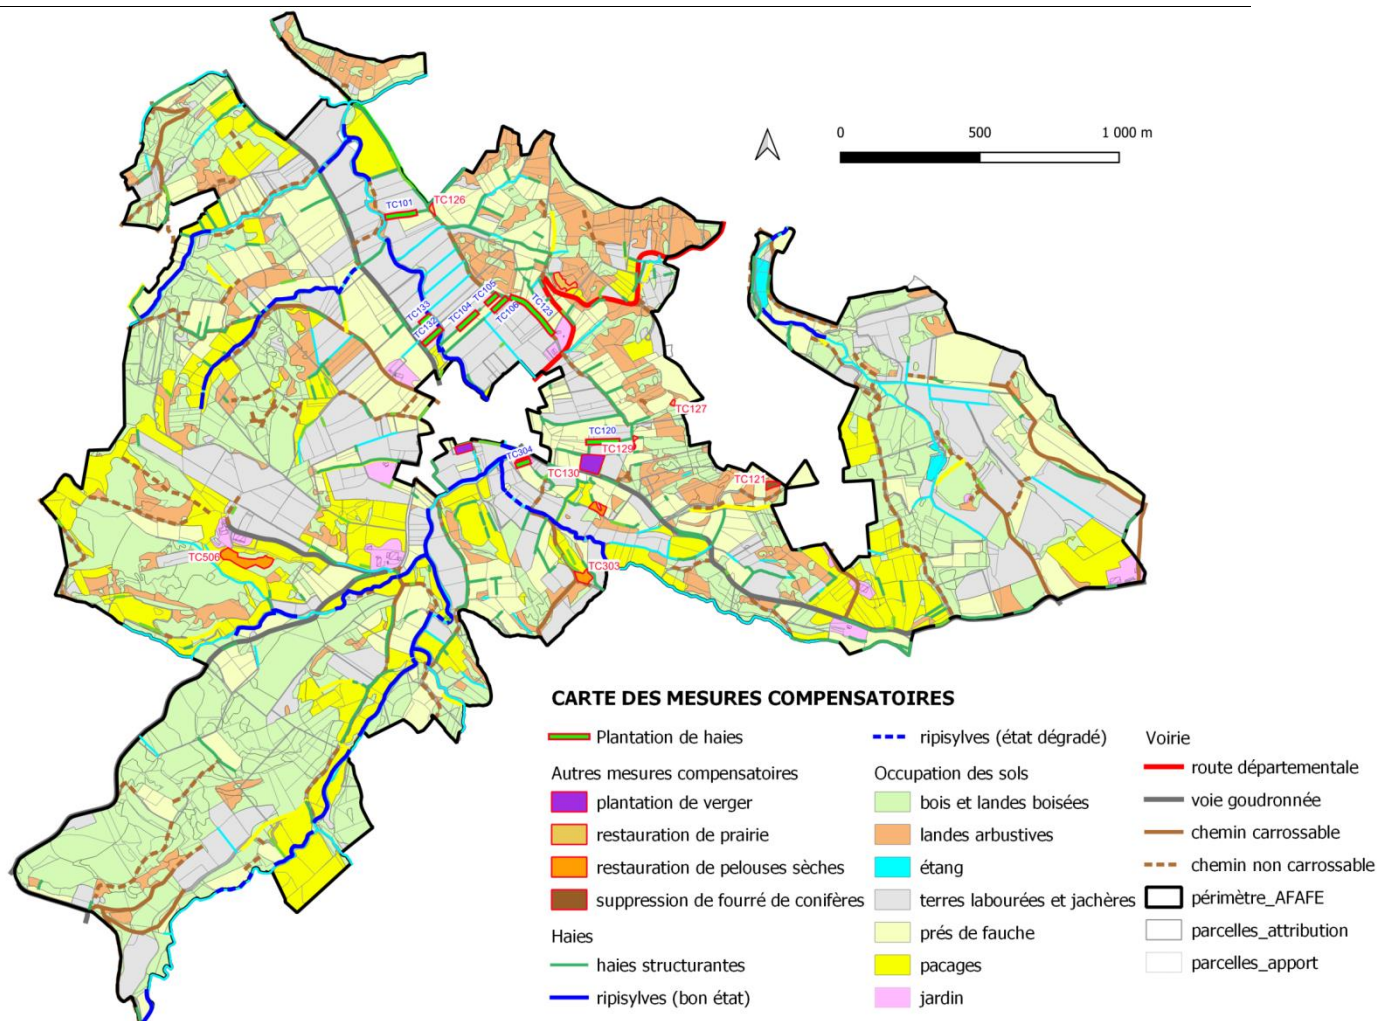 0 500 1 000 m
TC101
TC126
TC105
TC104
TC106
TC123
TC133
TC132
TC127
TC120
TC129
TC304
TC130
TC121
TC506
TC303
CARTE DES MESURES COMPENSATOIRES
Plantation de haies
Autres mesures compensatoires
plantation de verger
restauration de prairie
restauration de pelouses sèches
suppression de fourré de conifères
Haies
haies structurantes
ripisylves (bon état)
ripisylves (état dégradé)
Occupation des sols
bois et landes boisées
landes arbustives
étang
terres labourées et jachères
prés de fauche
pacages
jardin
Voirie
route départementale
voie goudronnée
chemin carrossable
chemin non carrossable
périmètre_AFAFE
parcelles_attribution
parcelles_apport